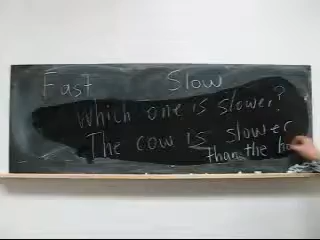 Fast Slow
Which one is slower?
The cow is slower
than the